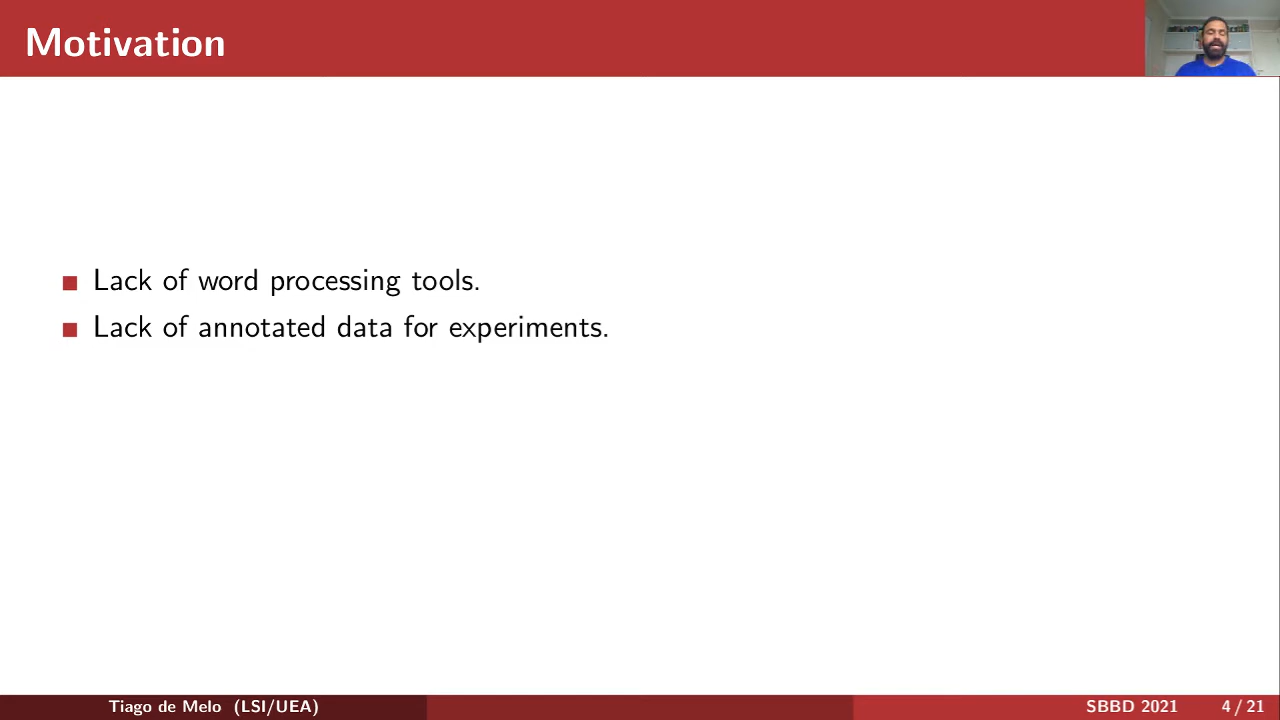 Motivation
Lack of word processing tools.
Lack of annotated data for experiments.
Tiago de Melo (LSI/UEA)
SBBD 2021
4 / 21